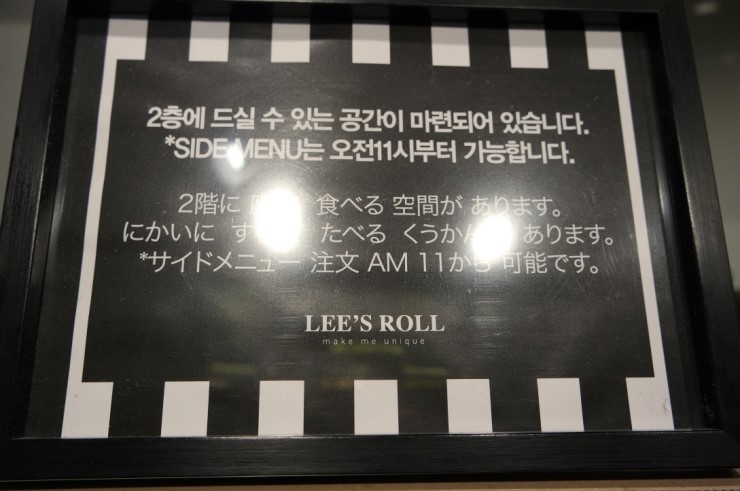 2층에 드실 수 있는 공간이 마련되어 있습니다.
*SIDE MENU는 오전11시부터 가능합니다.
2階に 食べる 空間が あります。
にかいに たべる あります。
*サイドメニュー 注文 AM 11から 可能です。
LEE'S ROLL
make me unique